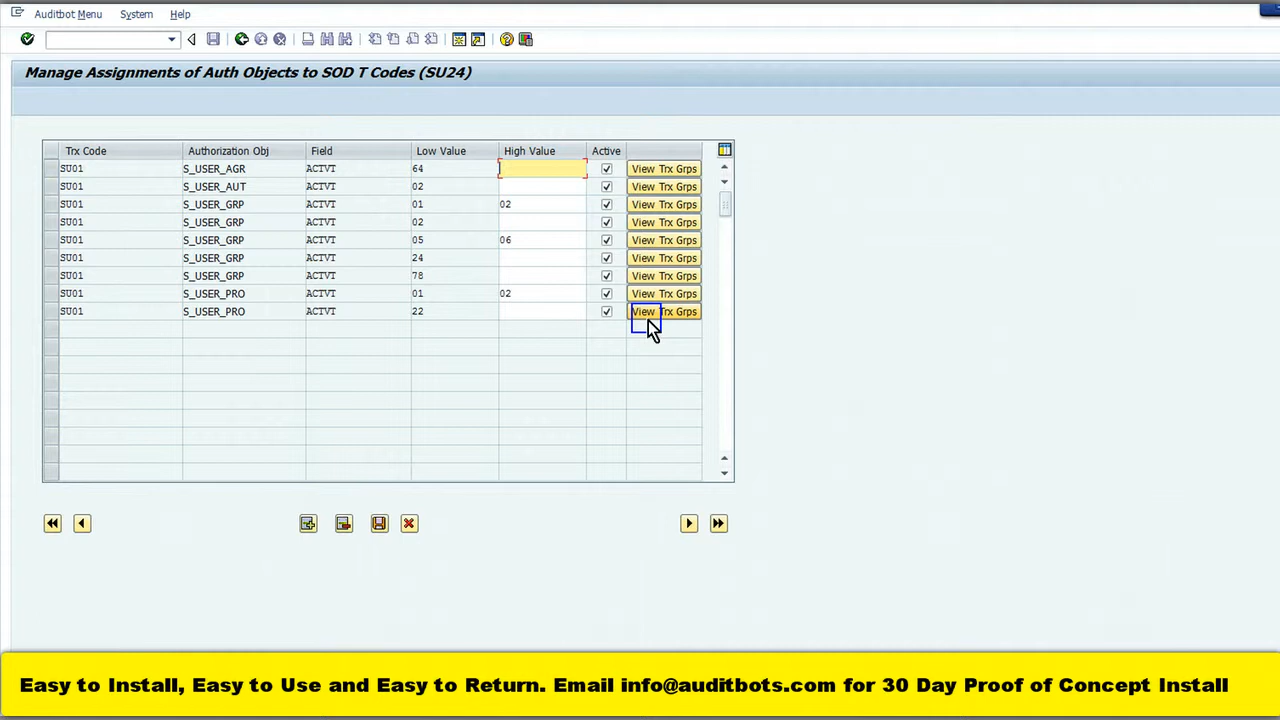 Auditbot Menu System Help
Manage Assignments of Auth Objects to SOD T Codes (SU24)
Trx Code Authorization Obj Field Low Value High Value Active
SU01 S_USER_AGR ACTVT 64 View Trx Grps
SU01 S_USER_AUT ACTVT 02 View Trx Grps
SU01 S_USER_GRP ACTVT 01 02 View Trx Grps
SU01 S_USER_GRP ACTVT 02 View Trx Grps
SU01 S_USER_GRP ACTVT 05 06 View Trx Grps
SU01 S_USER_GRP ACTVT 24 View Trx Grps
SU01 S_USER_GRP ACTVT 78 View Trx Grps
SU01 S_USER_PRO ACTVT 01 02 View Trx Grps
SU01 S_USER_PRO ACTVT 22 View Trx Grps
Easy to Install, Easy to Use and Easy to Return. Email info@auditbots.com for 30 Day Proof of Concept Install